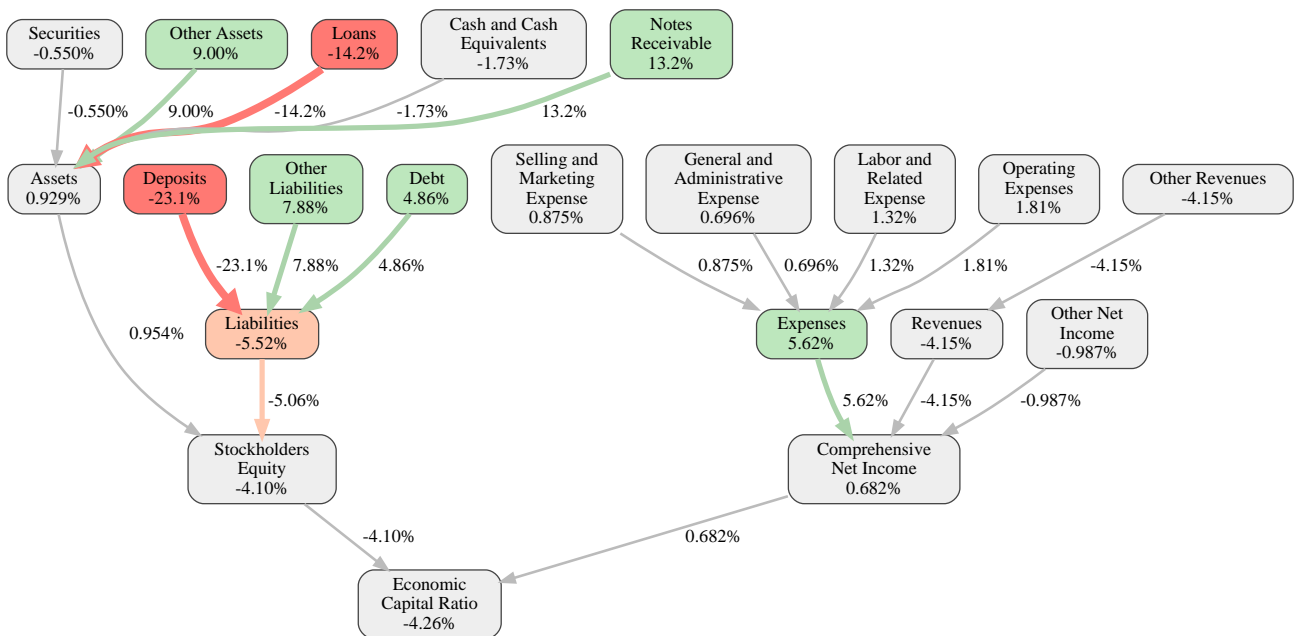 Securities
-0.550%
Other Assets
9.00%
Loans
-14.2%
Cash and Cash
Equivalents
-1.73%
Notes
Receivable
13.2%
-0.550%
9.00%
-14.2%
-1.73%
13.2%
Assets
0.929%
Deposits
-23.1%
Other
Liabilities
7.88%
Debt
4.86%
Selling and
Marketing
Expense
0.875%
General and
Administrative
Expense
0.696%
Labor and
Related
Expense
1.32%
Operating
Expenses
1.81%
Other Revenues
-4.15%
-23.1%
7.88%
4.86%
0.875%
0.696%
1.32%
1.81%
-4.15%
0.954%
Liabilities
-5.52%
Expenses
5.62%
Revenues
-4.15%
Other Net
Income
-0.987%
-5.06%
5.62%
-4.15%
-0.987%
Stockholders
Equity
-4.10%
Comprehensive
Net Income
0.682%
-4.10%
0.682%
Economic
Capital Ratio
-4.26%